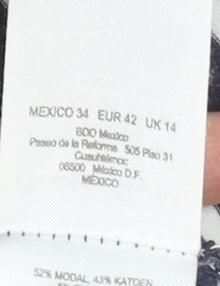 MEXICO 34 EUR 42 UK 14
BDO Mexico
Paseo de la Reforma 505 Piso 31
Cuauhtémoc
06500 México D.F.
MÉXICO
52% MODAL, 43% KATOEN